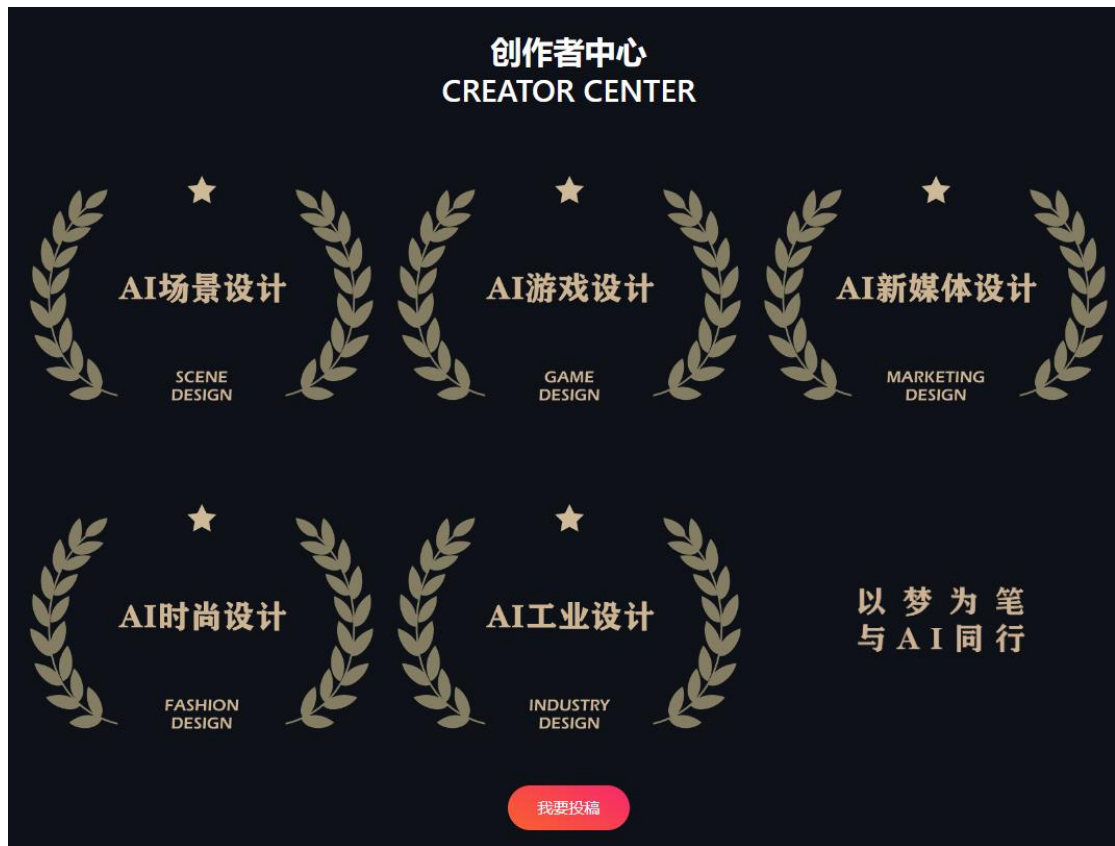 创作者中心
CREATOR CENTER
AI场景设计
SCENE
DESIGN
AI游戏设计
GAME
DESIGN
AI新媒体设计
MARKETING
DESIGN
AI时尚设计
FASHION
DESIGN
AI工业设计
INDUSTRY
DESIGN
以梦为笔
与AI同行
我要投稿